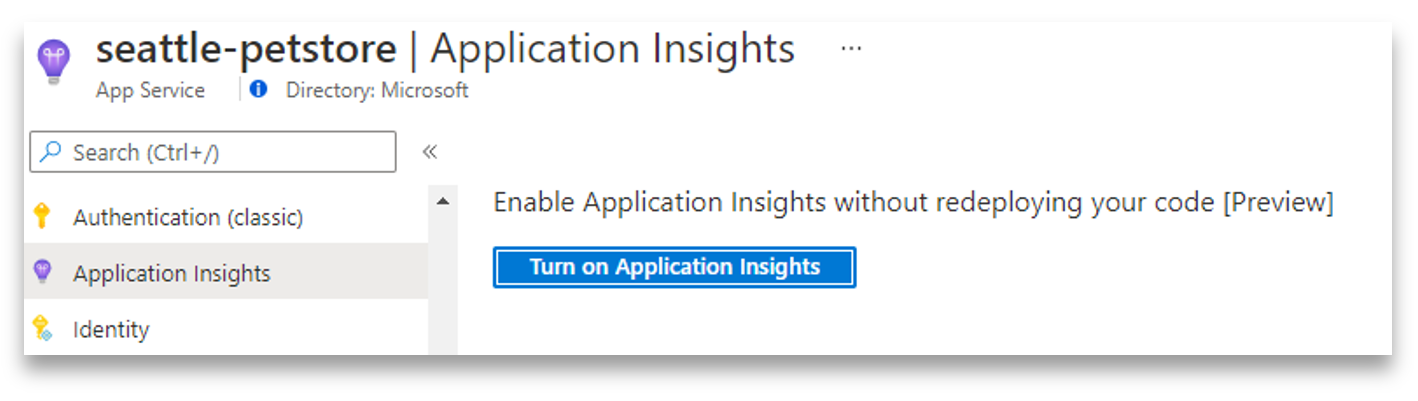 seattle-petstore | Application Insights ...
App Service
Directory: Microsoft
Search (Ctrl+/)
«
Authentication (classic)
Application Insights
Identity
Enable Application Insights without redeploying your code [Preview]
Turn on Application Insights